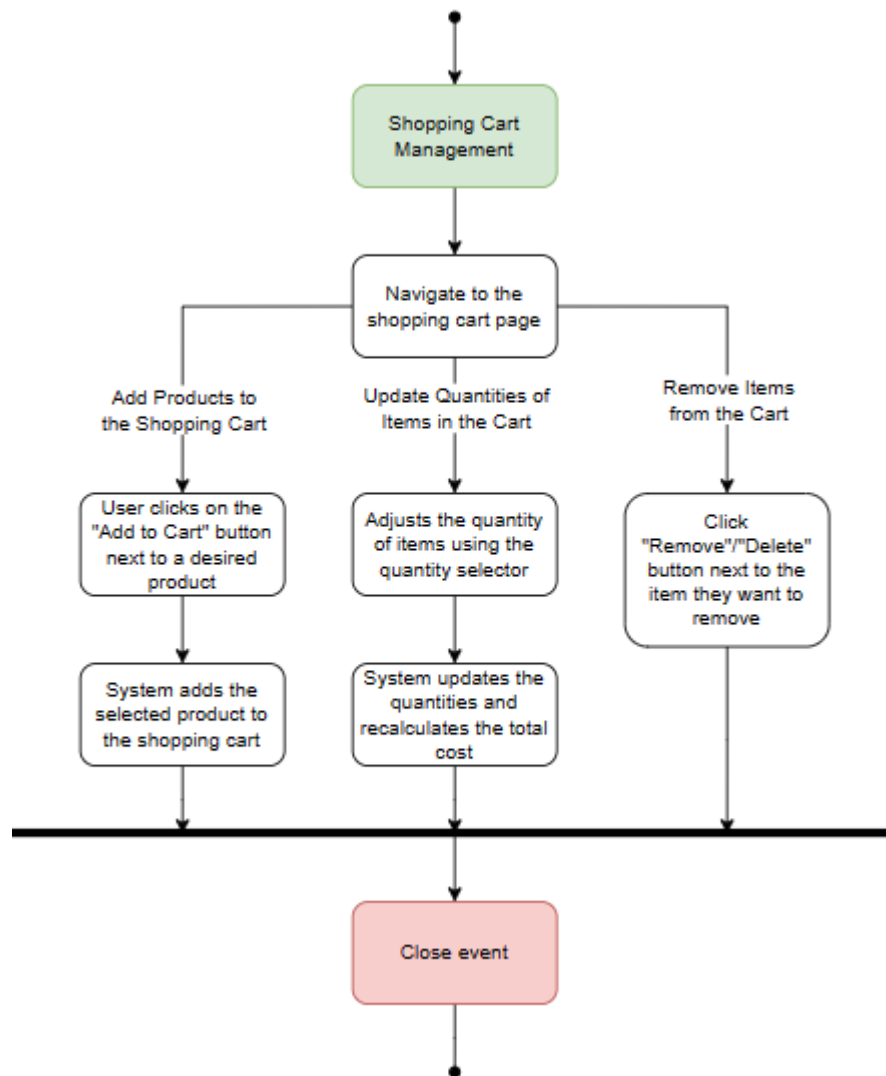 Shopping Cart
Management
Navigate to the
shopping cart page
Add Products to
the Shopping Cart
Update Quantities of
Items in the Cart
Remove Items
from the Cart
User clicks on the
"Add to Cart" button
next to a desired
product
Adjusts the quantity
of items using the
quantity selector
Click
"Remove"/"Delete"
button next to the
item they want to
remove
System adds the
selected product to
the shopping cart
System updates the
quantities and
recalculates the total
cost
Close event